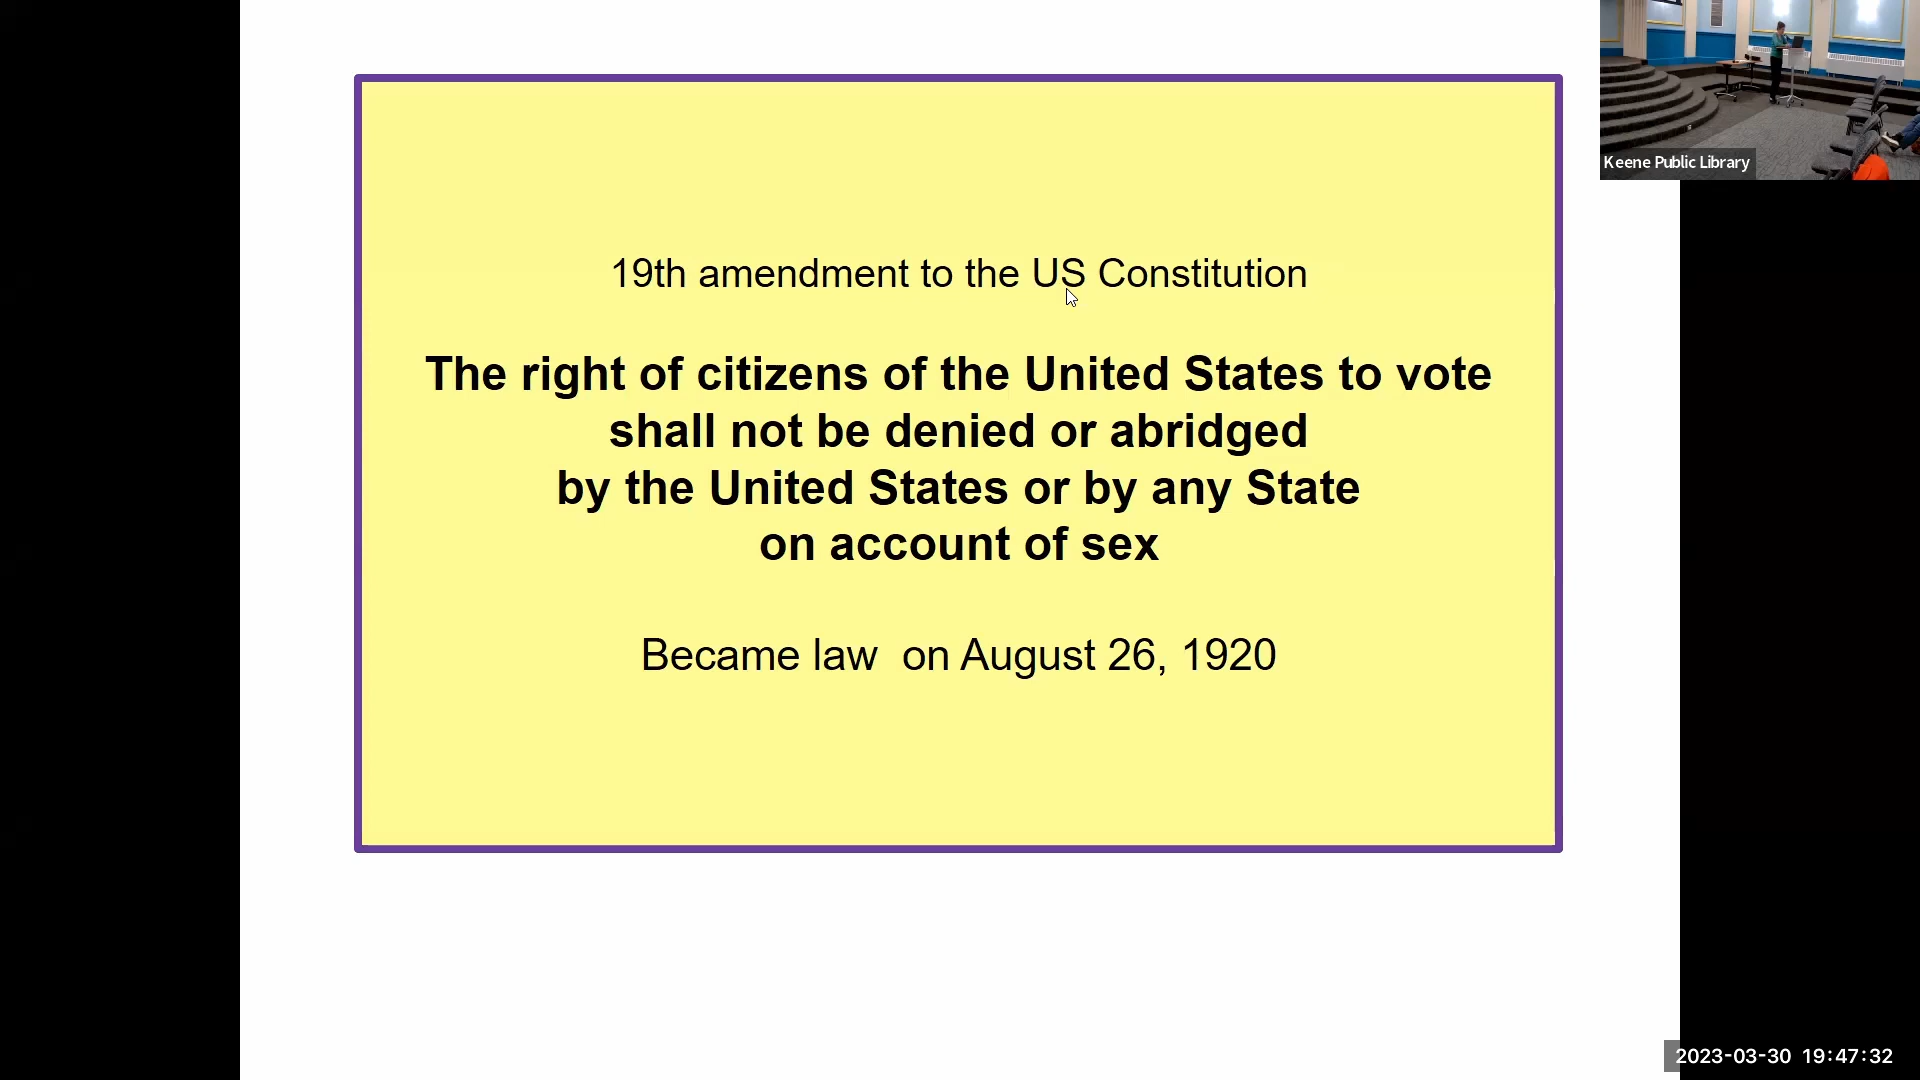 19th amendment to the US Constitution
The right of citizens of the United States to vote
shall not be denied or abridged
by the United States or by any State
on account of sex
Became law  on August 26, 1920
Keene Public Library
2023-03-30 19:47:32